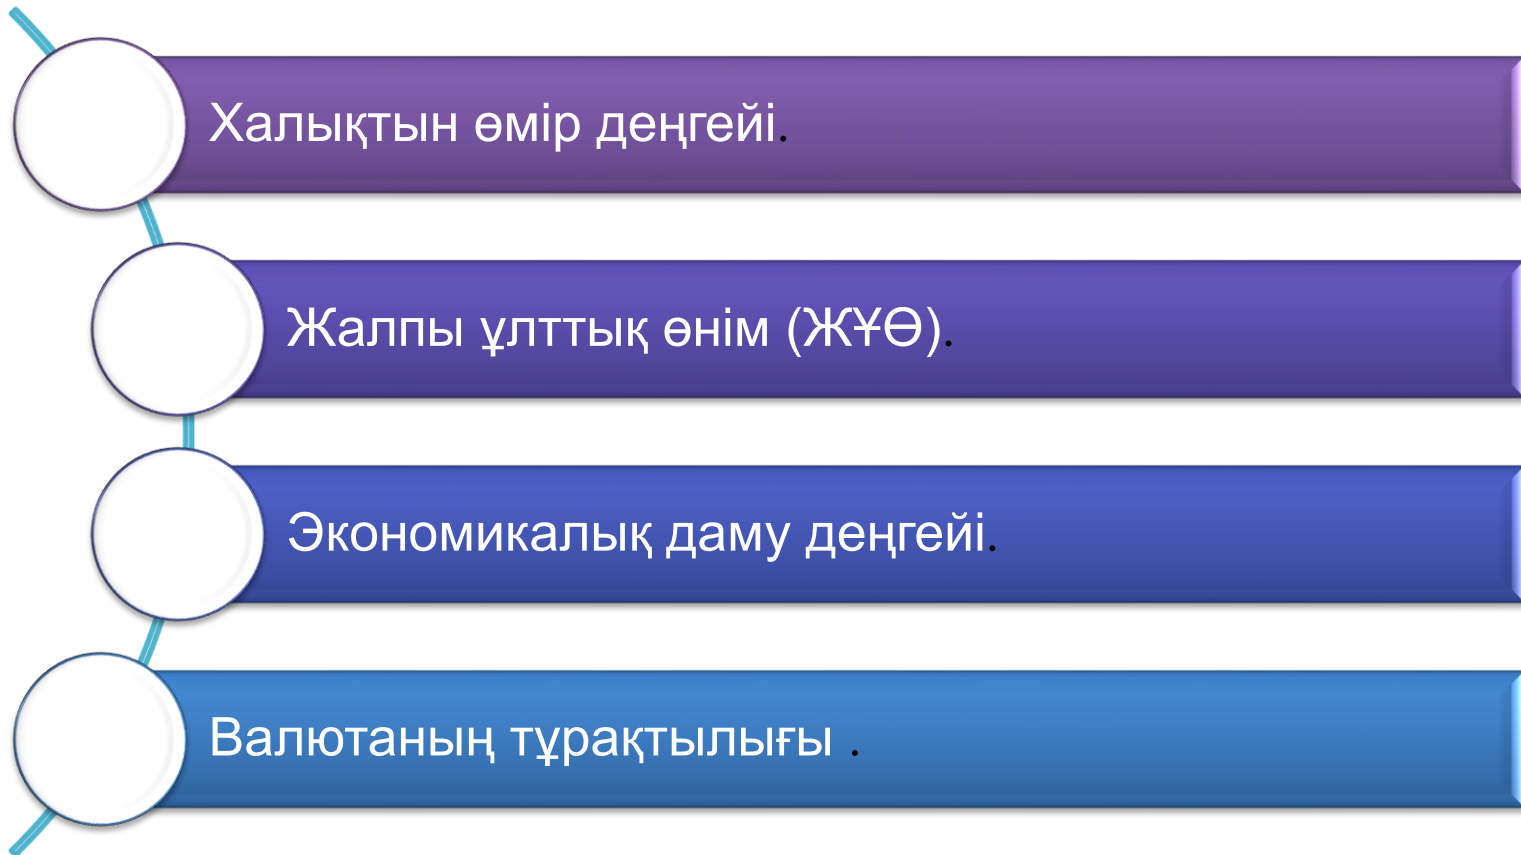 Халықтын өмір деңгейі.
Жалпы ұлттық өнім (ЖҰӨ).
Экономикалық даму деңгейі.
Валютаның тұрақтылығы .